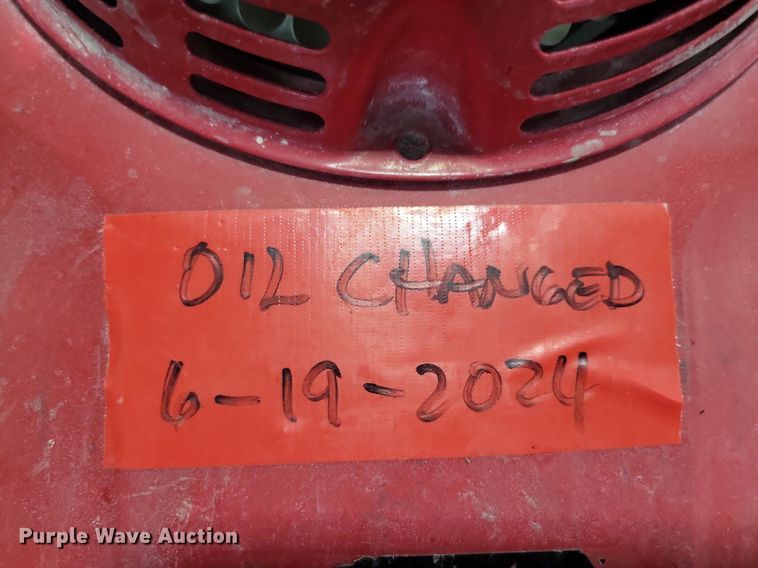 OIL CHANGED
6-19-2024
Purple Wave Auction